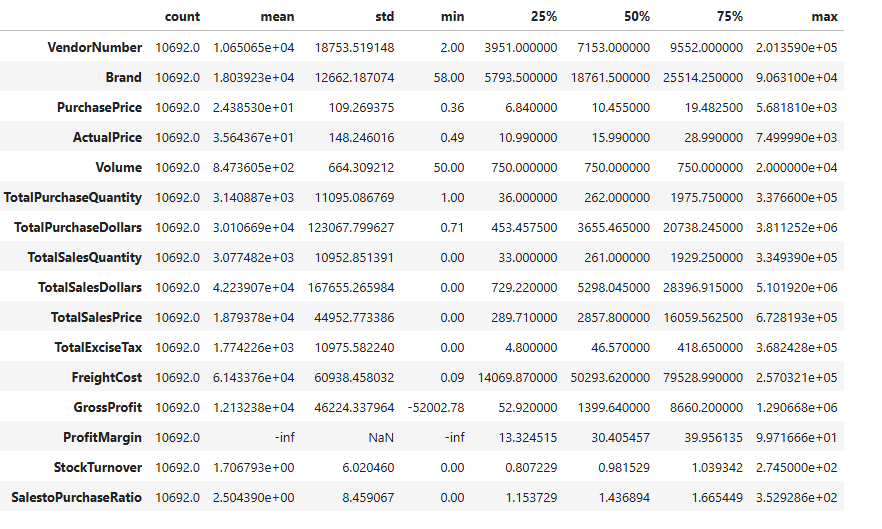 count mean std min 25% 50% 75% max
VendorNumber 10692.0 1.065065e+04 18753.519148 2.00 3951.000000 7153.000000 9552.000000 2.013590e+05
Brand 10692.0 1.803923e+04 12662.187074 58.00 5793.500000 18761.500000 25514.250000 9.063100e+04
PurchasePrice 10692.0 2.438530e+01 109.269375 0.36 6.840000 10.455000 19.482500 5.681810e+03
ActualPrice 10692.0 3.564367e+01 148.246016 0.49 10.990000 15.990000 28.990000 7.499990e+03
Volume 10692.0 8.473605e+02 664.309212 50.00 750.000000 750.000000 750.000000 2.000000e+04
TotalPurchaseQuantity 10692.0 3.140887e+03 11095.086769 1.00 36.000000 262.000000 1975.750000 3.376600e+05
TotalPurchaseDollars 10692.0 3.010669e+04 123067.799627 0.71 453.457500 3655.465000 20738.245000 3.811252e+06
TotalSalesQuantity 10692.0 3.077482e+03 10952.851391 0.00 33.000000 261.000000 1929.250000 3.349390e+05
TotalSalesDollars 10692.0 4.223907e+04 167655.265984 0.00 729.220000 5298.045000 28396.915000 5.101920e+06
TotalSalesPrice 10692.0 1.879378e+04 44952.773386 0.00 289.710000 2857.800000 16059.562500 6.728193e+05
TotalExciseTax 10692.0 1.774226e+03 10975.582240 0.00 4.800000 46.570000 418.650000 3.682428e+05
FreightCost 10692.0 6.143376e+04 60938.458032 0.09 14069.870000 50293.620000 79528.990000 2.570321e+05
GrossProfit 10692.0 1.213238e+04 46224.337964 -52002.78 52.920000 1399.640000 8660.200000 1.290668e+06
ProfitMargin 10692.0 -inf NaN -inf 13.324515 30.405457 39.956135 9.971666e+01
StockTurnover 10692.0 1.706793e+00 6.020460 0.00 0.807229 0.981529 1.039342 2.745000e+02
SalestoPurchaseRatio 10692.0 2.504390e+00 8.459067 0.00 1.153729 1.436894 1.665449 3.529286e+02